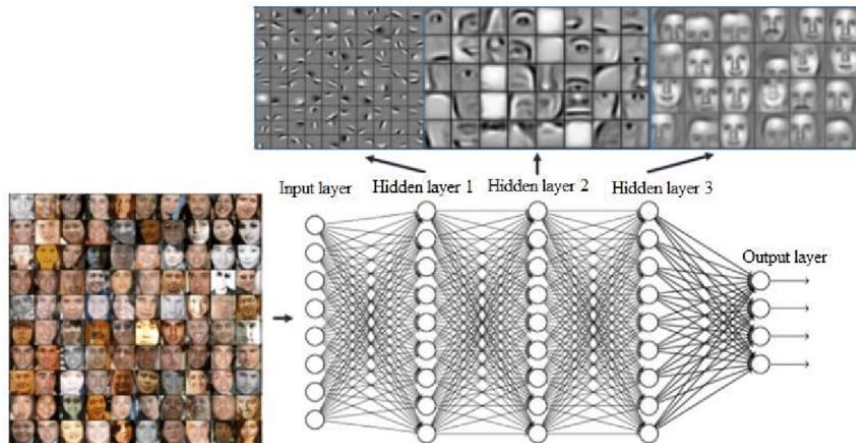 Input layer
Hidden layer 1
Hidden layer 2
Hidden layer 3
Output layer